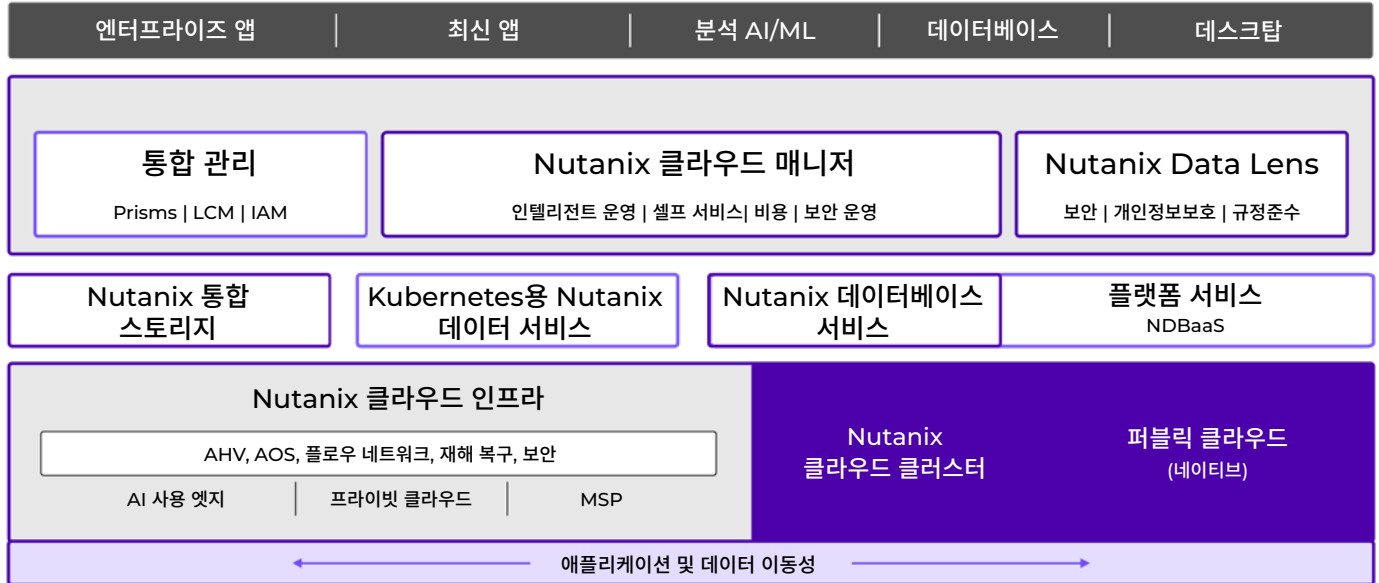 엔터프라이즈 앱 | 최신 앱 | 분석 AI/ML | 데이터베이스 | 데스크탑
통합 관리
Prisms | LCM | IAM
Nutanix 클라우드 매니저
인텔리전트 운영 | 셀프 서비스| 비용 | 보안 운영
Nutanix Data Lens
보안 | 개인정보보호 | 규정준수
Nutanix 통합
스토리지
Kubernetes용 Nutanix
데이터 서비스
Nutanix 데이터베이스
서비스
플랫폼 서비스
NDBaaS
Nutanix 클라우드 인프라
AHV, AOS, 플로우 네트워크, 재해 복구, 보안
AI 사용 엣지 | 프라이빗 클라우드 | MSP
Nutanix
클라우드 클러스터
퍼블릭 클라우드
(네이티브)
애플리케이션 및 데이터 이동성